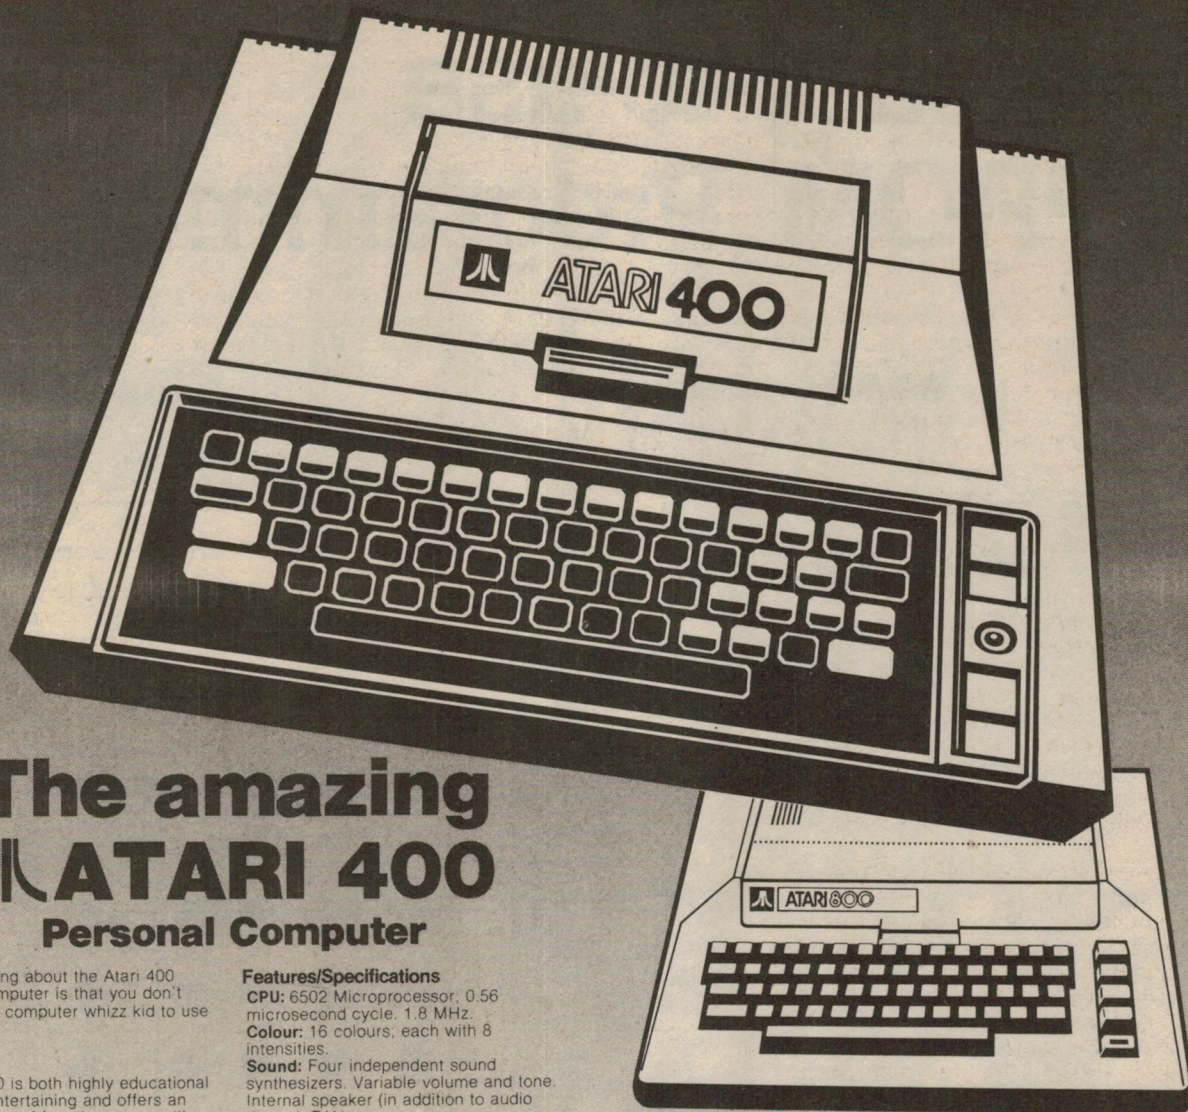 ATARI 400
The amazing
ATARI 400
Personal Computer
ATARI 800
ng about the Atari 400
mputer is that you don't
computer whizz kid to use
0 is both highly educational
ntertaining and offers an
Features/Specifications
CPU: 6502 Microprocessor; 0.56
microsecond cycle. 1.8 MHz.
Colour: 16 colours, each with 8
intensities.
Sound: Four independent sound
synthesizers. Variable volume and tone.
Internal speaker (in addition to audio